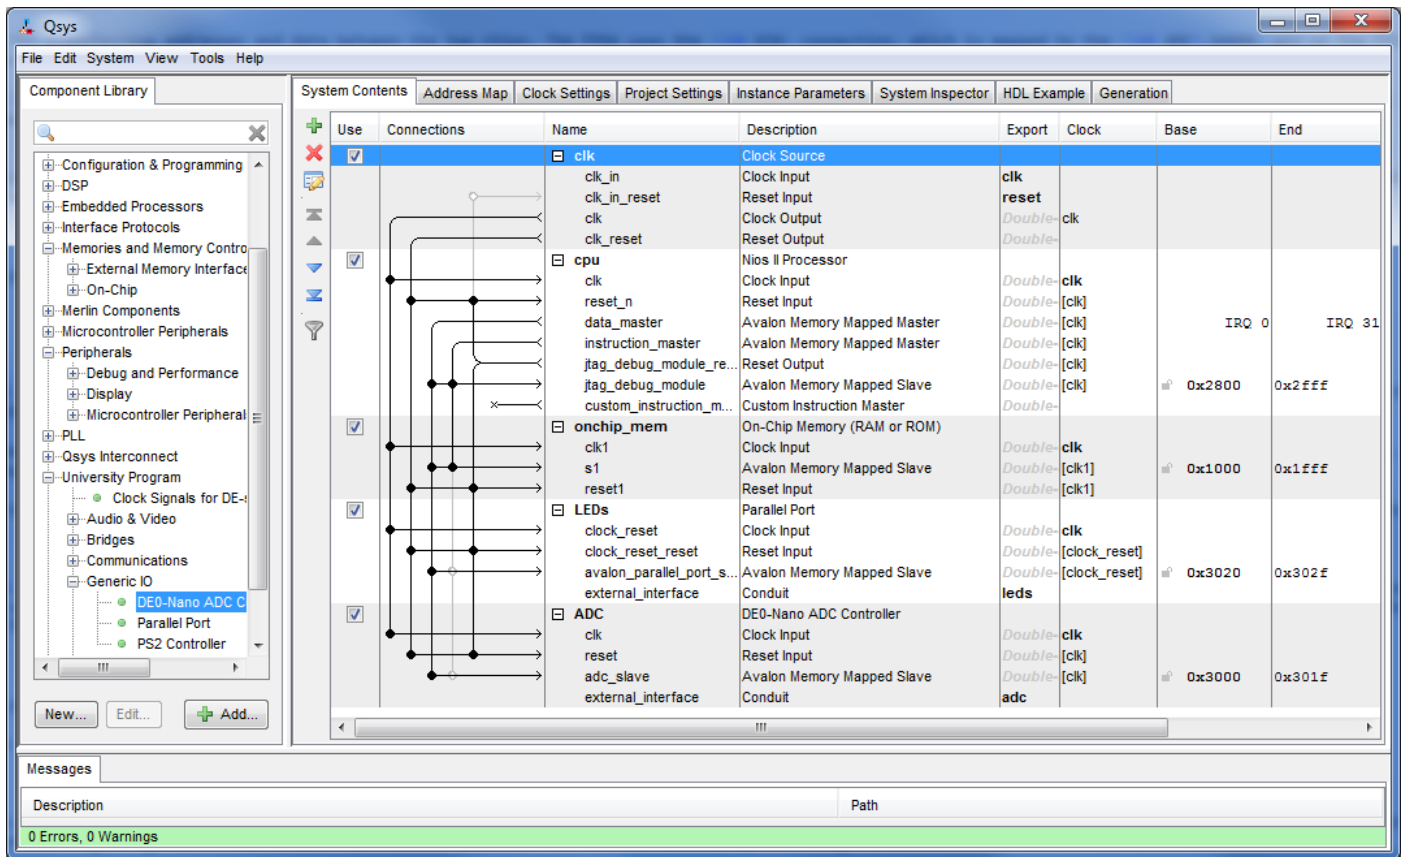 Qsys
File Edit System View Tools Help
Component Library
Configuration & Programming
DSP
Embedded Processors
Interface Protocols
Memories and Memory Contro
External Memory Interface
On-Chip
Merlin Components
Microcontroller Peripherals
Peripherals
Debug and Performance
Display
Microcontroller Peripheral
PLL
Qsys Interconnect
University Program
Clock Signals for DE-
Audio & Video
Bridges
Communications
Generic IO
DE0-Nano ADC C
Parallel Port
PS2 Controller
New... Edit... Add...
System Contents Address Map Clock Settings Project Settings Instance Parameters System Inspector HDL Example Generation
Use Connections Name Description Export Clock Base End
clk Clock Source
clk_in Clock Input clk
clk_in_reset Reset Input reset
clk Clock Output Double- clk
clk_reset Reset Output Double-
cpu Nios II Processor
clk Clock Input Double- clk
reset_n Reset Input Double- [clk]
data_master Avalon Memory Mapped Master Double- [clk] IRQ 0 IRQ 31
instruction_master Avalon Memory Mapped Master Double- [clk]
jtag_debug_module_re... Reset Output Double- [clk]
jtag_debug_module Avalon Memory Mapped Slave Double- [clk] 0x2800 0x2fff
custom_instruction_m... Custom Instruction Master Double-
onchip_mem On-Chip Memory (RAM or ROM)
clk1 Clock Input Double- clk
s1 Avalon Memory Mapped Slave Double- [clk1] 0x1000 0x1fff
reset1 Reset Input Double- [clk1]
LEDs Parallel Port
clock_reset Clock Input Double- clk
clock_reset_reset Reset Input Double- [clock_reset]
avalon_parallel_port_s... Avalon Memory Mapped Slave Double- [clock_reset] 0x3020 0x302f
external_interface Conduit leds
ADC DE0-Nano ADC Controller
clk Clock Input Double- clk
reset Reset Input Double- [clk]
adc_slave Avalon Memory Mapped Slave Double- [clk] 0x3000 0x301f
external_interface Conduit adc
Messages
Description Path
0 Errors, 0 Warnings